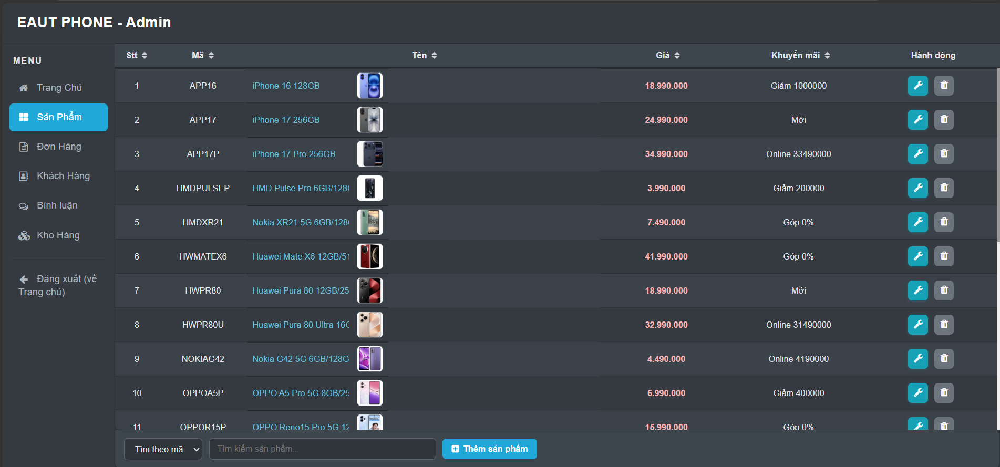 EAUT PHONE - Admin
MENU
Trang Chủ
Sản Phẩm
Đơn Hàng
Khách Hàng
Bình luận
Kho Hàng
Đăng xuất (về
Trang chủ)
Stt Mã Tên Giá Khuyến mãi Hành động
1 APP16 iPhone 16 128GB 18.990.000 Giảm 1000000
2 APP17 iPhone 17 256GB 24.990.000 Mới
3 APP17P iPhone 17 Pro 256GB 34.990.000 Online 33490000
4 HMDPULSEP HMD Pulse Pro 6GB/128 3.990.000 Giảm 200000
5 HMDXR21 Nokia XR21 5G 6GB/128 7.490.000 Góp 0%
6 HWMATEX6 Huawei Mate X6 12GB/51 41.990.000 Góp 0%
7 HWPR80 Huawei Pura 80 12GB/25 18.990.000 Mới
8 HWPR80U Huawei Pura 80 Ultra 16 32.990.000 Online 31490000
9 NOKIAG42 Nokia G42 5G 6GB/128G 4.490.000 Online 4190000
10 OPPOA5P OPPO A5 Pro 5G 8GB/25 6.990.000 Giảm 400000
11 OPPOR15P OPPO Reno15 Pro 5G 12 15.990.000 Góp 0%
Tìm theo mã Tìm kiếm sản phẩm... Thêm sản phẩm